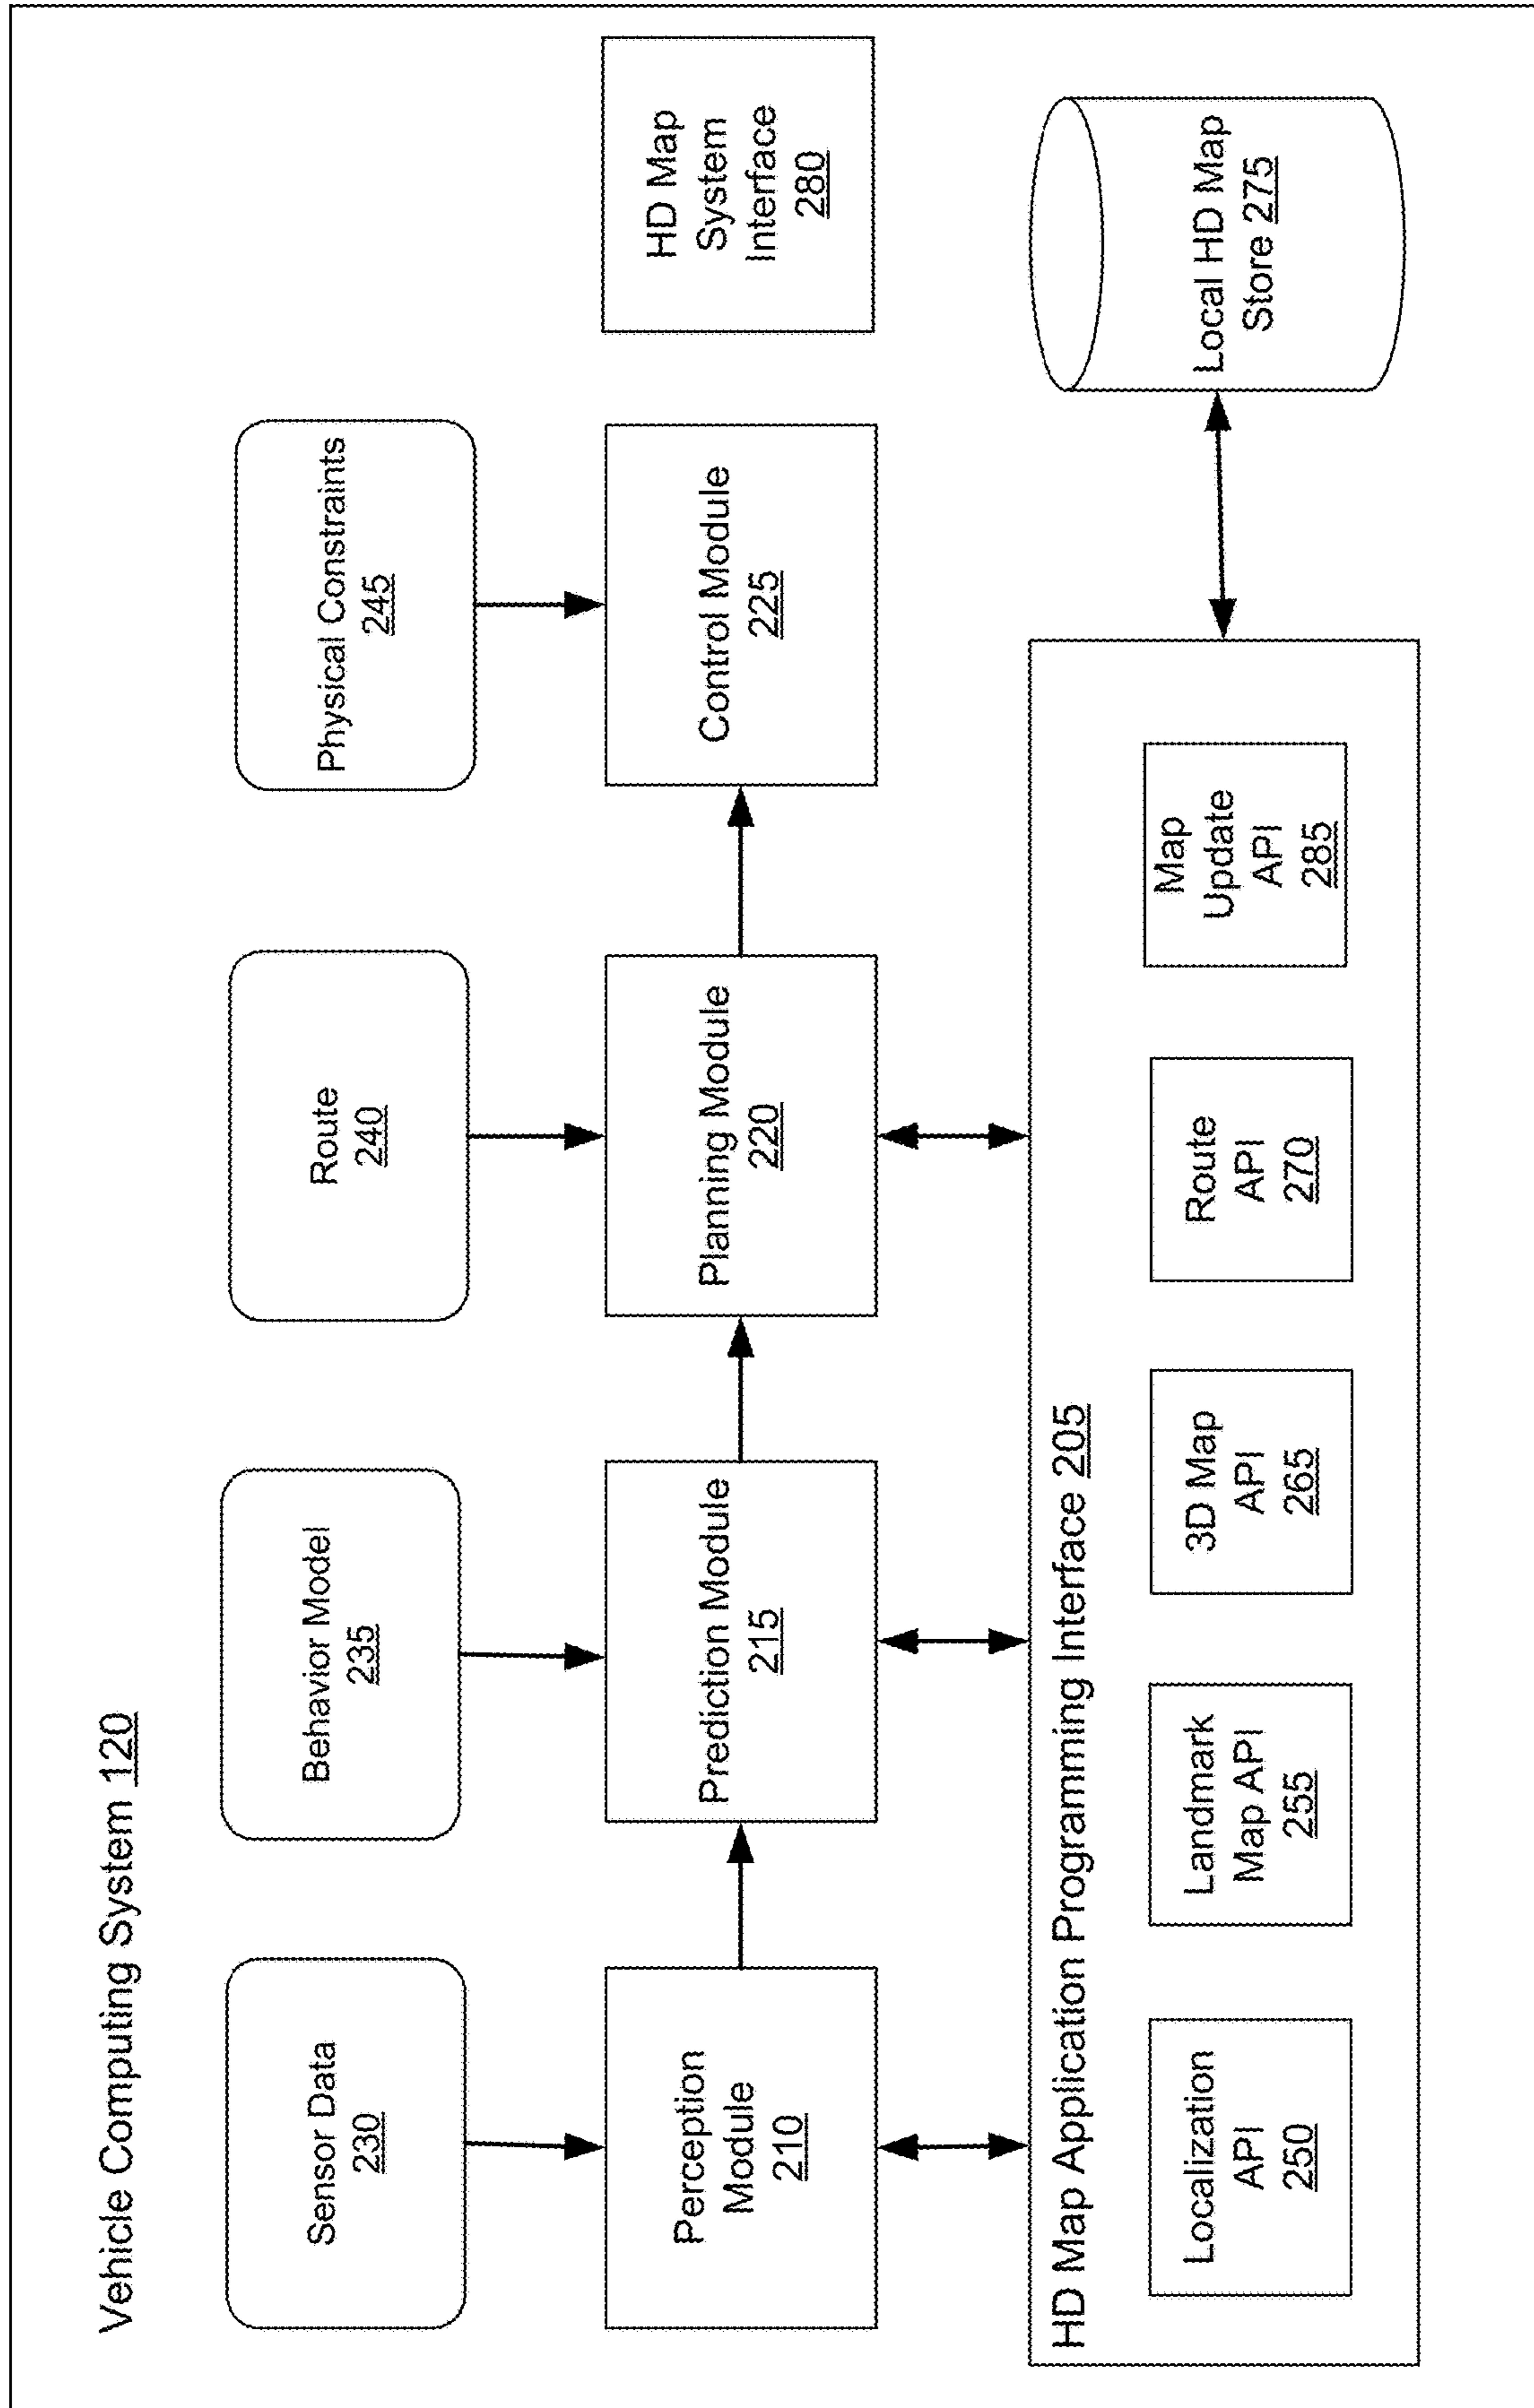 Vehicle Computing System 120
Sensor Data
230
Behavior Model
235
Route
240
Physical Constraints
245
Perception
Module
210
Prediction Module
215
Planning Module
220
Control Module
225
HD Map
System
Interface
280
HD Map Application Programming Interface 205
Localization
API
250
Landmark
Map API
255
3D Map
API
265
Route
API
270
Map
Update
API
285
Local HD Map
Store 275